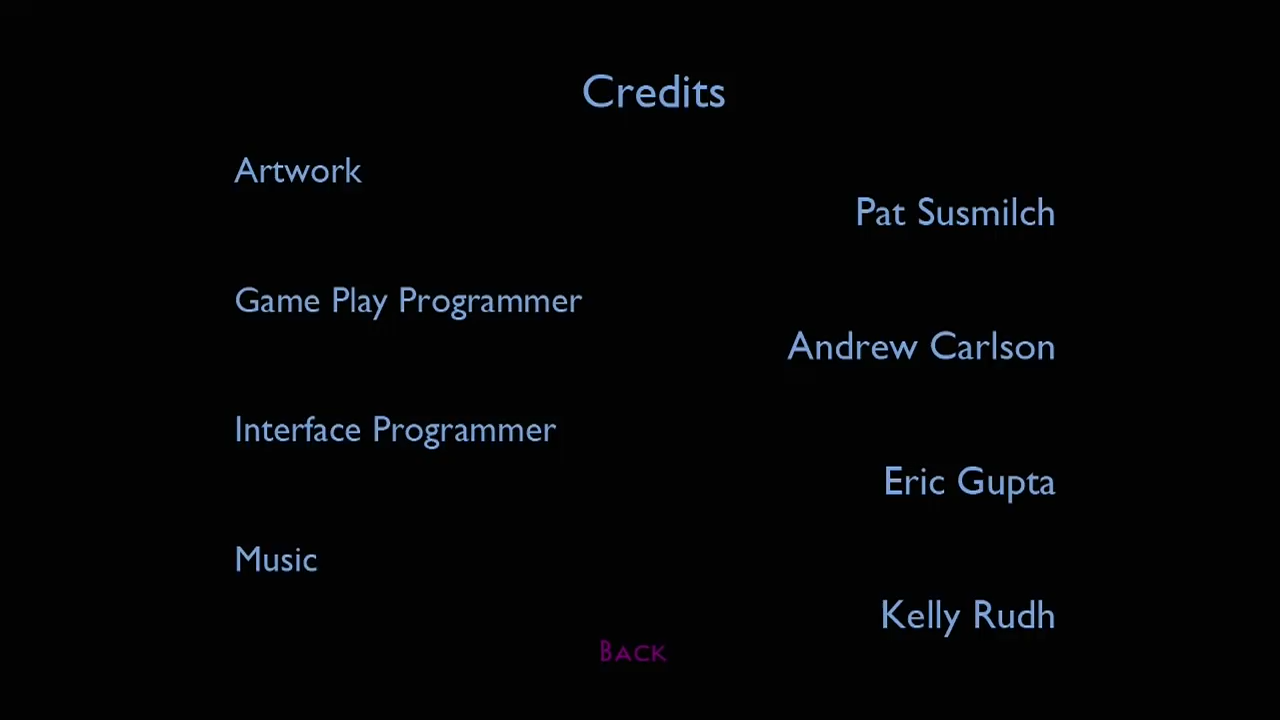 Credits
Artwork
Pat Susmilch
Game Play Programmer
Andrew Carlson
Interface Programmer
Eric Gupta
Music
Kelly Rudh
Back